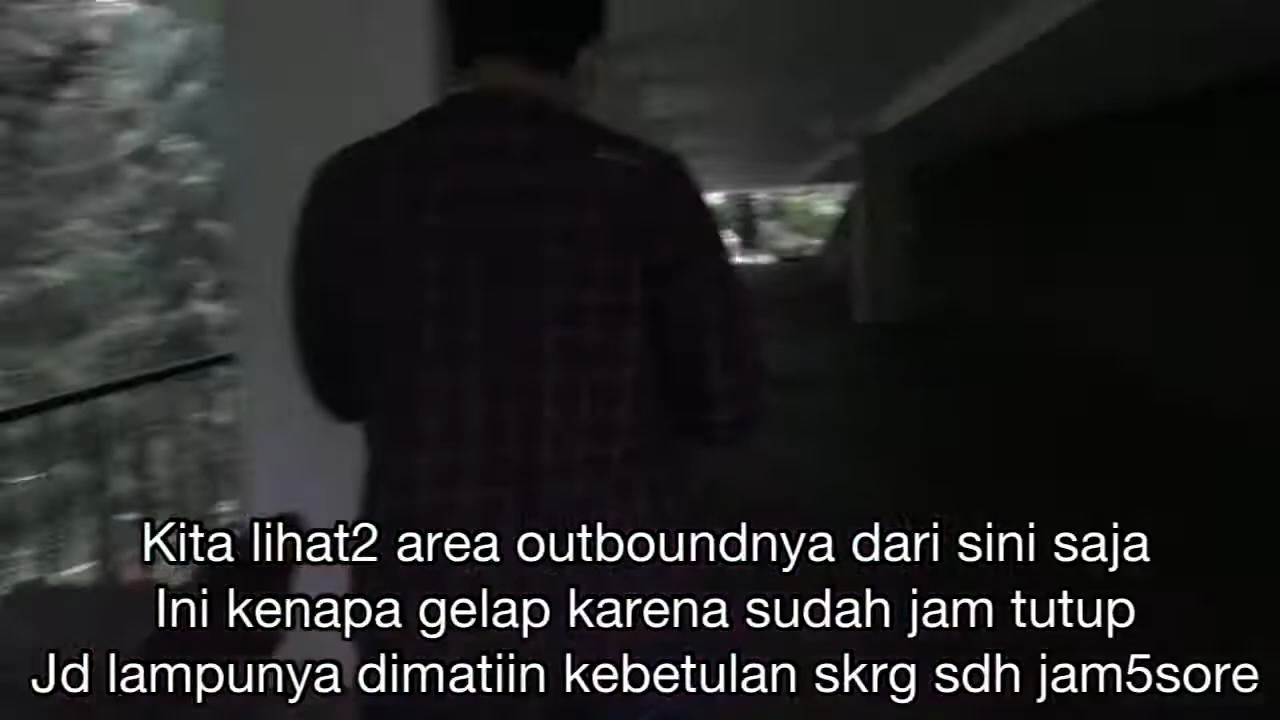 Kita lihat2 area outboundnya dari sini saja
Ini kenapa gelap karena sudah jam tutup
Jd lampunya dimatiin kebetulan skrg sdh jam5sore